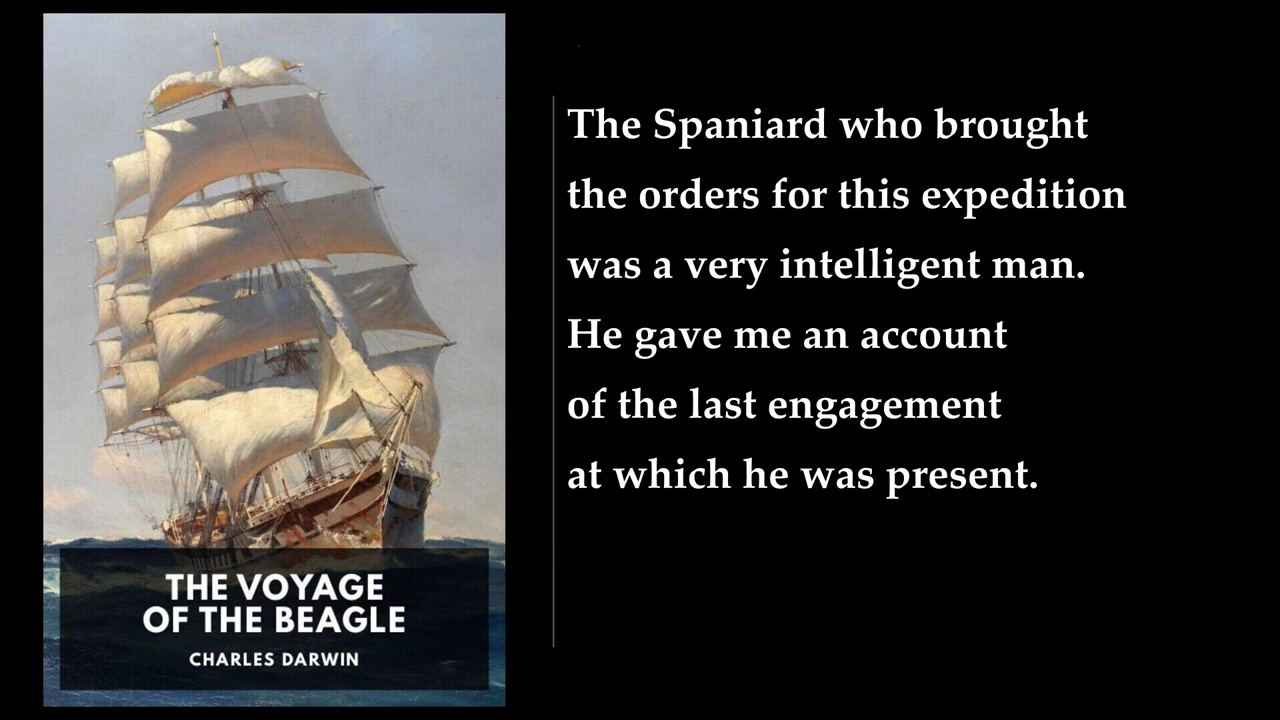 The Spaniard who brought
the orders for this expedition
was a very intelligent man.
He gave me an account
of the last engagement
at which he was present.
THE VOYAGE
OF THE BEAGLE
CHARLES DARWIN